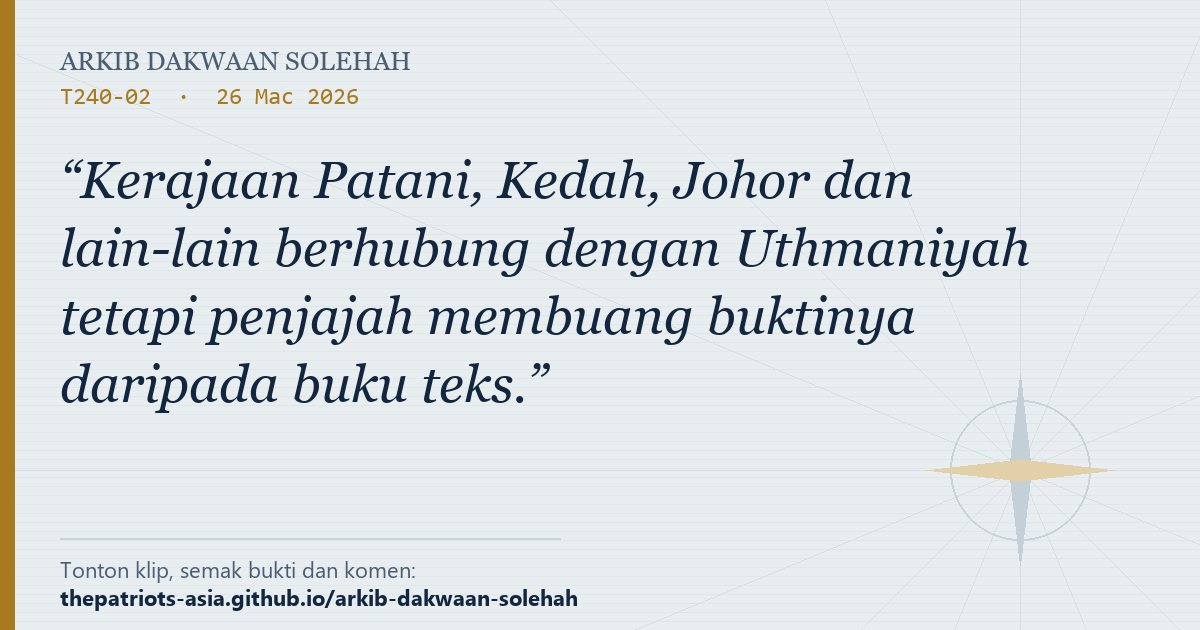 ARKIB DAKWAAN SOLEHAH
T240-02 · 26 Mac 2026
“Kerajaan Patani, Kedah, Johor dan
lain-lain berhubung dengan Uthmaniyah
tetapi penjajah membuang buktinya
daripada buku teks.”
Tonton klip, semak bukti dan komen:
thepatriots-asia.github.io/arkib-dakwaan-solehah